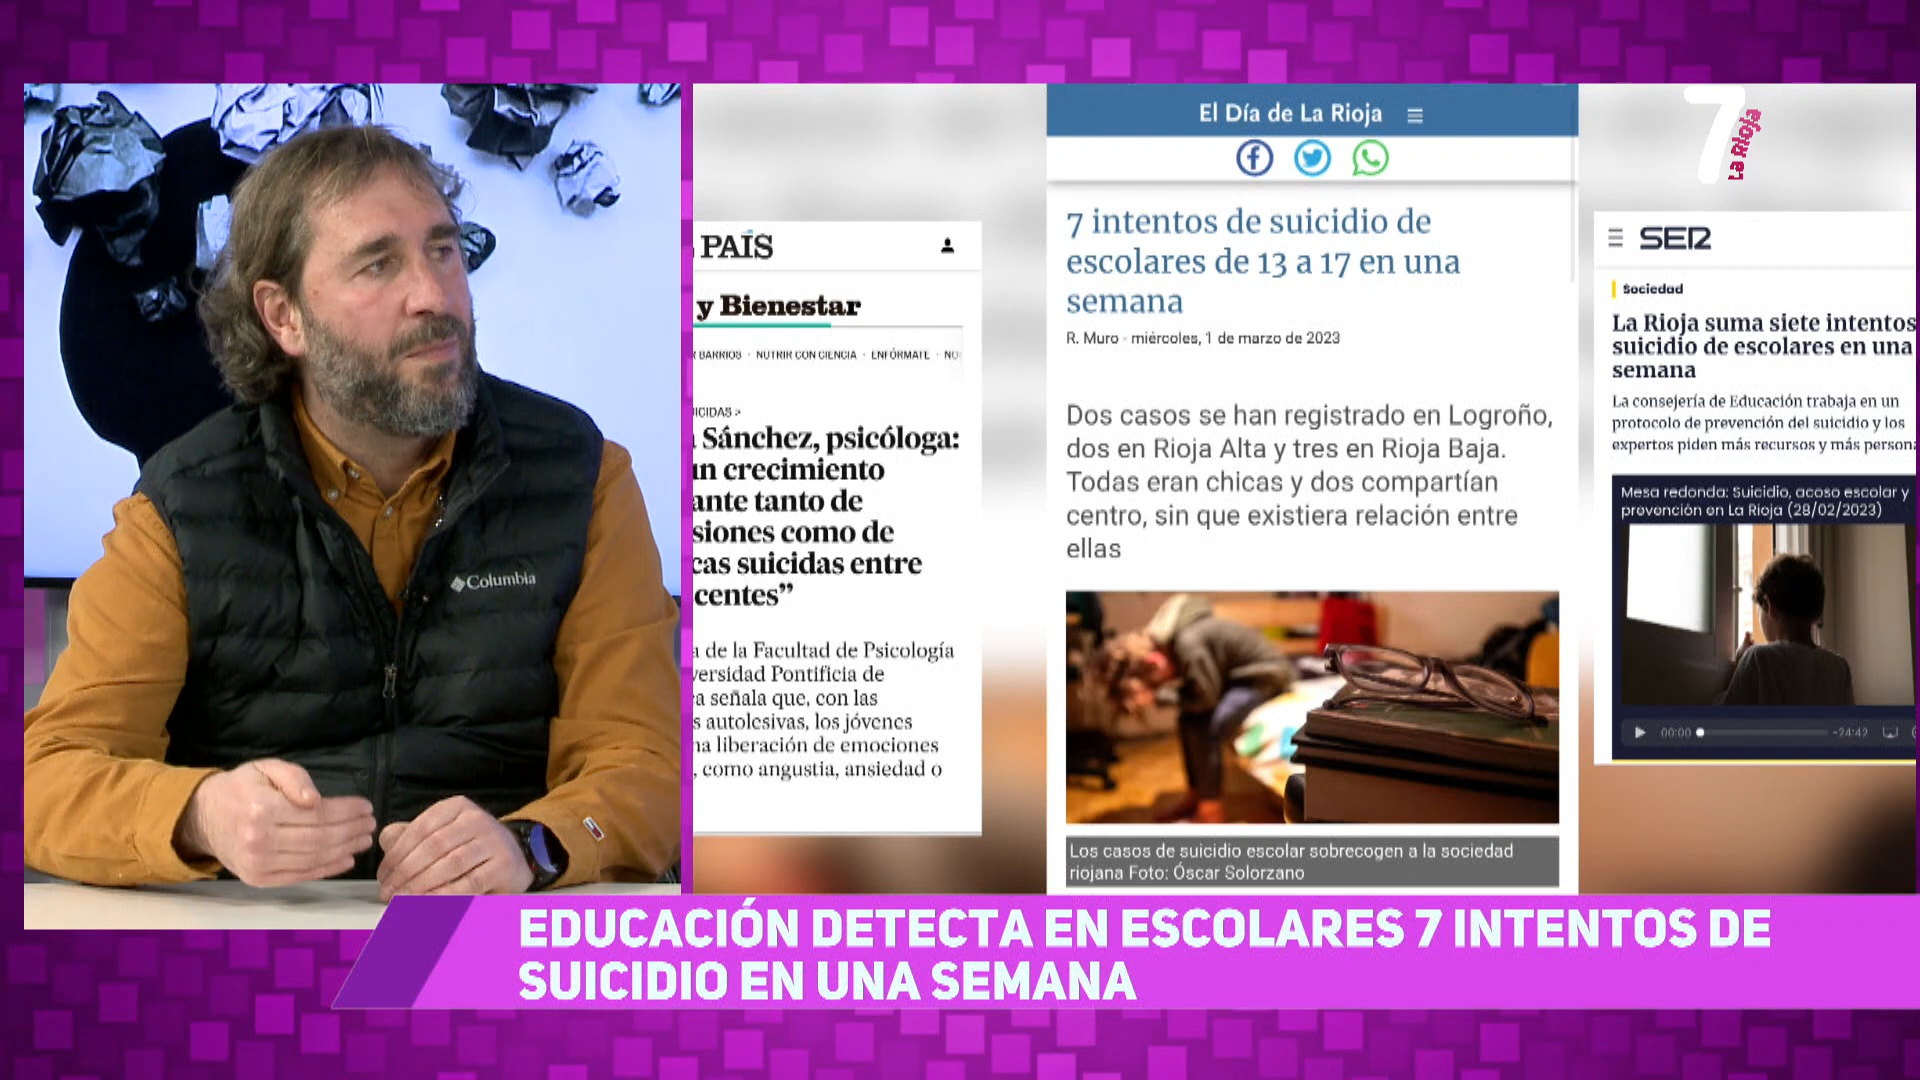 Columbia
PAÍS
y Bienestar
BARRIOS · NUTRIR CON CIENCIA · ENFÓRMATE · NO
ICIDAS >
Sánchez, psicóloga:
un crecimiento
ante tanto de
siones como de
cas suicidas entre
centes”
a de la Facultad de Psicología
versidad Pontificia de
a señala que, con las
s autolesivas, los jóvenes
na liberación de emociones
, como angustia, ansiedad o
El Día de La Rioja
7 intentos de suicidio de
escolares de 13 a 17 en una
semana
R. Muro - miércoles, 1 de marzo de 2023
Dos casos se han registrado en Logroño,
dos en Rioja Alta y tres en Rioja Baja.
Todas eran chicas y dos compartían
centro, sin que existiera relación entre
ellas
Los casos de suicidio escolar sobrecogen a la sociedad
riojana Foto: Óscar Solorzano
7
La Rioja
SER
Sociedad
La Rioja suma siete intentos
suicidio de escolares en una
semana
La consejería de Educación trabaja en un
protocolo de prevención del suicidio y los
expertos piden más recursos y más persona
Mesa redonda: Suicidio, acoso escolar y
prevención en La Rioja (28/02/2023)
00:00
-24:42
EDUCACIÓN DETECTA EN ESCOLARES 7 INTENTOS DE
SUICIDIO EN UNA SEMANA